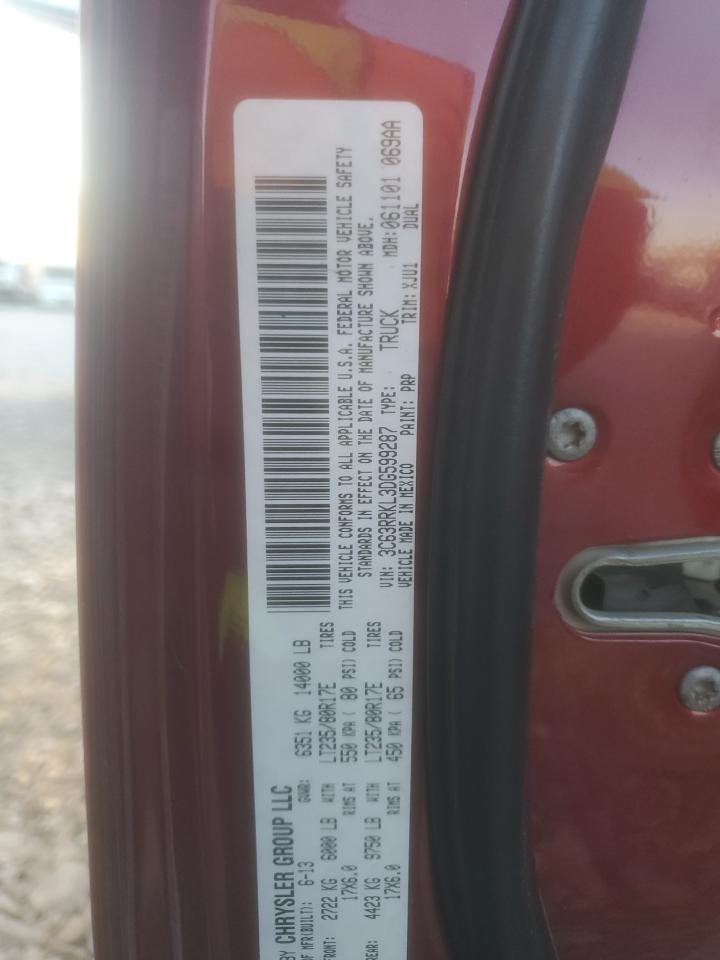 BY CHRYSLER GROUP LLC
OF MFR(BUILT): 6-13 GVWR: 6351 KG 14000 LB
FRONT: 2722 KG 6000 LB WITH LT235/80R17E TIRES
17X6.0 RIMS AT 550 KPA ( 80 PSI) COLD
REAR: 4423 KG 9750 LB WITH LT235/80R17E TIRES
17X6.0 RIMS AT 450 KPA ( 65 PSI) COLD
THIS VEHICLE CONFORMS TO ALL APPLICABLE U.S.A. FEDERAL MOTOR VEHICLE SAFETY
STANDARDS IN EFFECT ON THE DATE OF MANUFACTURE SHOWN ABOVE.
VIN: 3C63RRKL3DG599287 TYPE: TRUCK MDH:061101 069AA
VEHICLE MADE IN MEXICO PAINT: PRP TRIM: XJU1 DUAL